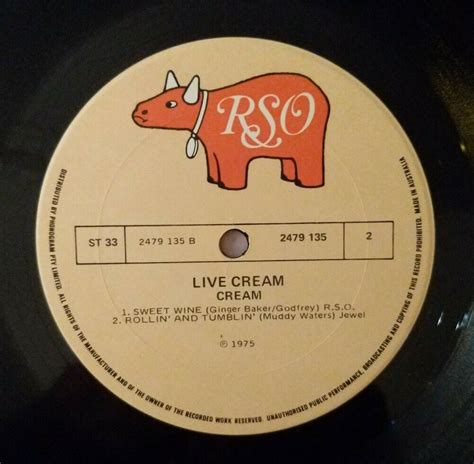 RSO
ST 33 2479 135 B 2479 135 2
LIVE CREAM
CREAM
1. SWEET WINE (Ginger Baker/Godfrey) R.S.O.
2. ROLLIN' AND TUMBLIN' (Muddy Waters) Jewel
℗ 1975
DISTRIBUTED BY PHONOGRAM PTY LIMITED. ALL RIGHTS OF THE MANUFACTURER AND OF THE OWNER OF THE RECORDED WORK RESERVED. UNAUTHORISED PUBLIC PERFORMANCE, BROADCASTING AND COPYING OF THIS RECORD PROHIBITED. MADE IN AUSTRALIA